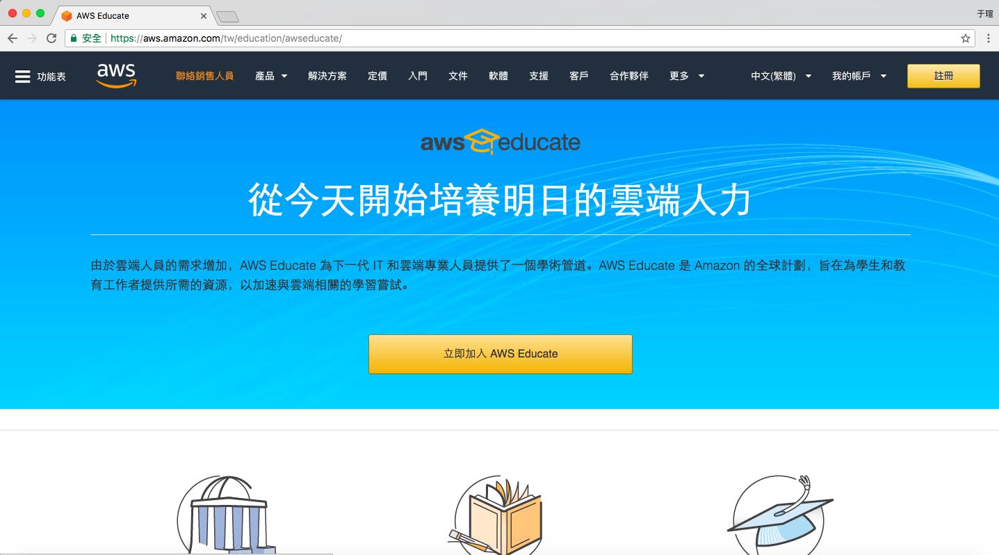 AWS Educate
于瑄
安全
https://aws.amazon.com/tw/education/awseducate/
功能表
aws
聯絡銷售人員
產品
解決方案
定價
入門
文件
軟體
支援
客戶
合作夥伴
更多
中文(繁體)
我的帳戶
註冊
aws educate
從今天開始培養明日的雲端人力
由於雲端人員的需求增加，AWS Educate 為下一代 IT 和雲端專業人員提供了一個學術管道。AWS Educate 是 Amazon 的全球計劃，旨在為學生和教
育工作者提供所需的資源，以加速與雲端相關的學習嘗試。
立即加入 AWS Educate